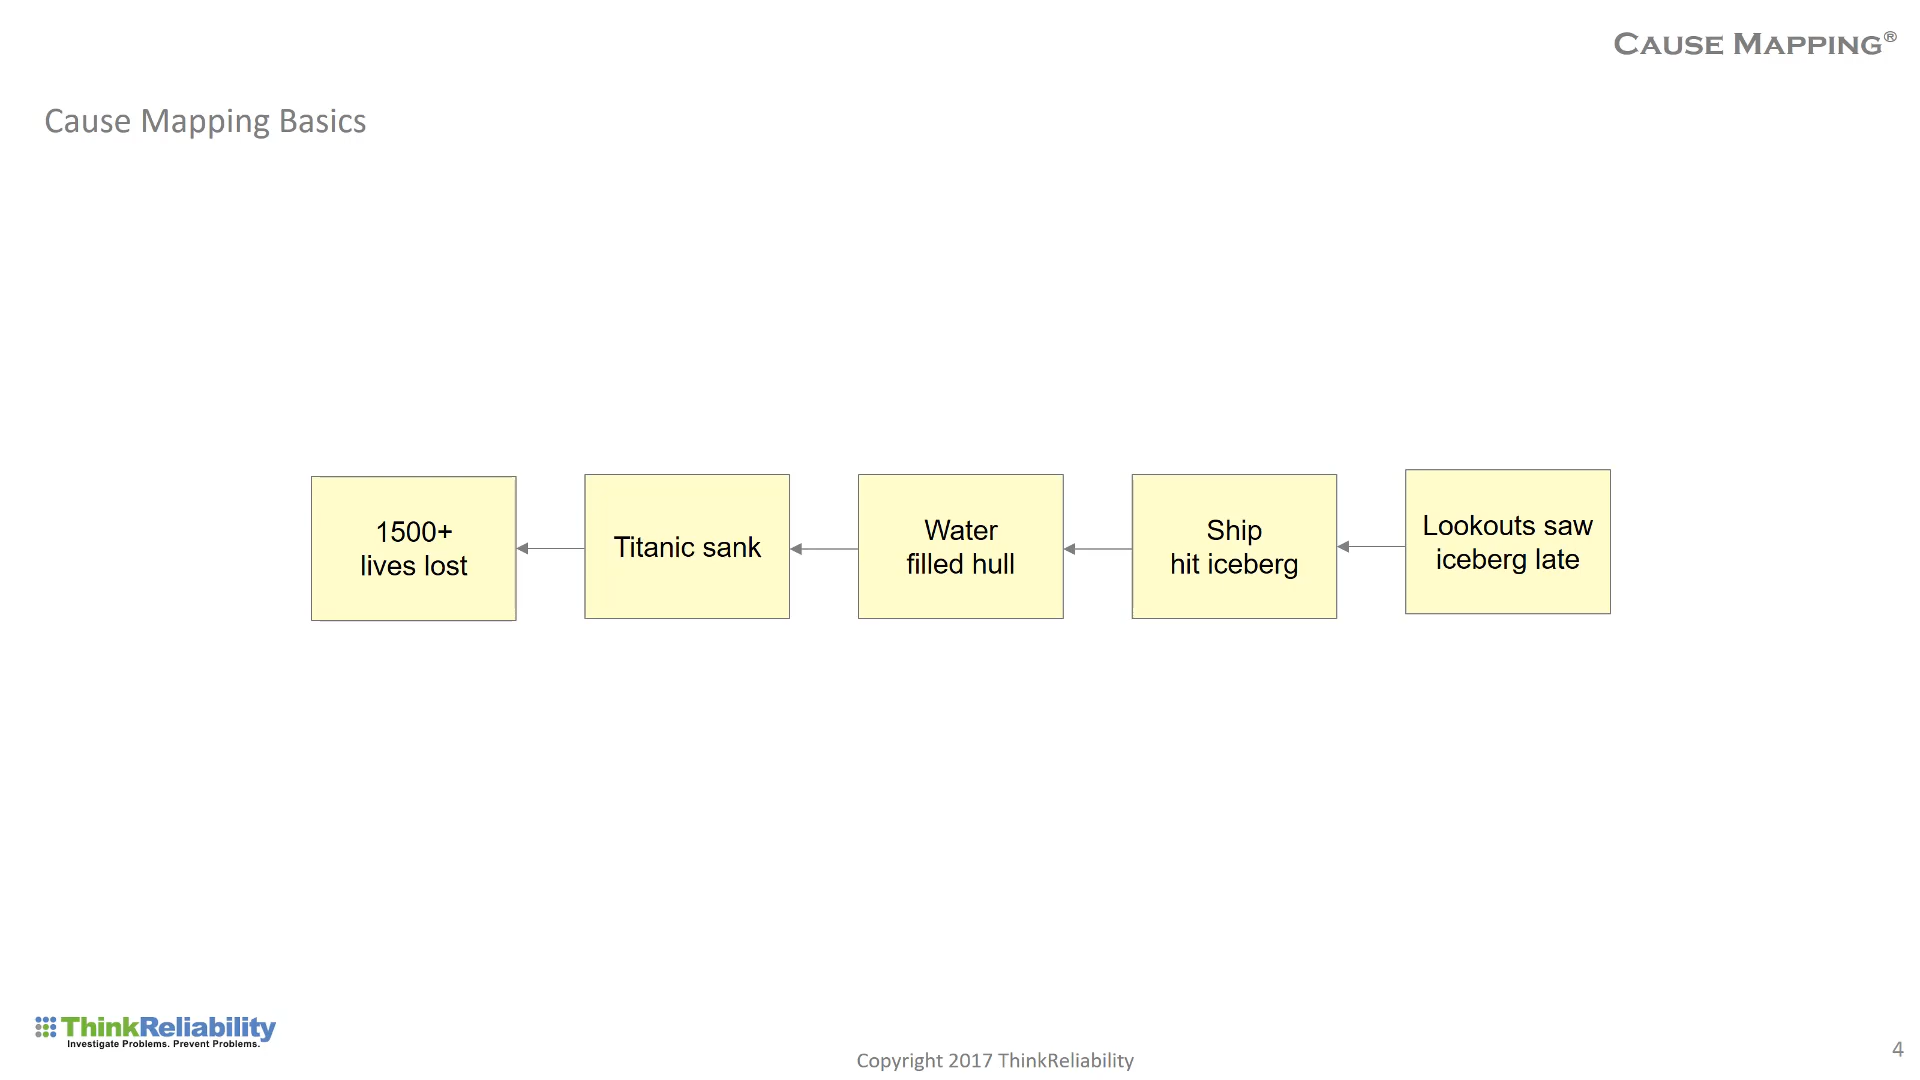 CAUSE MAPPING®
Cause Mapping Basics
1500+
lives lost
Titanic sank
Water
filled hull
Ship
hit iceberg
Lookouts saw
iceberg late
ThinkReliability
Investigate Problems. Prevent Problems.
Copyright 2017 ThinkReliability
4